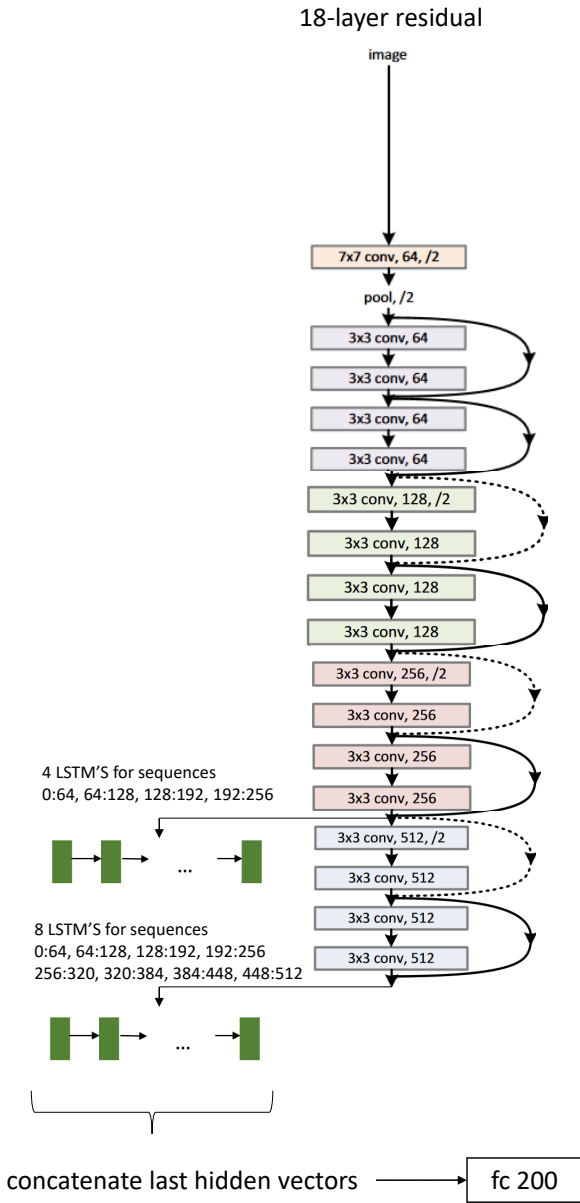 18-layer residual
image
7x7 conv, 64, /2
pool, /2
3x3 conv, 64
3x3 conv, 64
3x3 conv, 64
3x3 conv, 64
3x3 conv, 128, /2
3x3 conv, 128
3x3 conv, 128
3x3 conv, 128
3x3 conv, 256, /2
3x3 conv, 256
3x3 conv, 256
3x3 conv, 256
4 LSTM'S for sequences
0:64, 64:128, 128:192, 192:256
...
3x3 conv, 512, /2
3x3 conv, 512
3x3 conv, 512
3x3 conv, 512
8 LSTM'S for sequences
0:64, 64:128, 128:192, 192:256
256:320, 320:384, 384:448, 448:512
...
concatenate last hidden vectors
fc 200